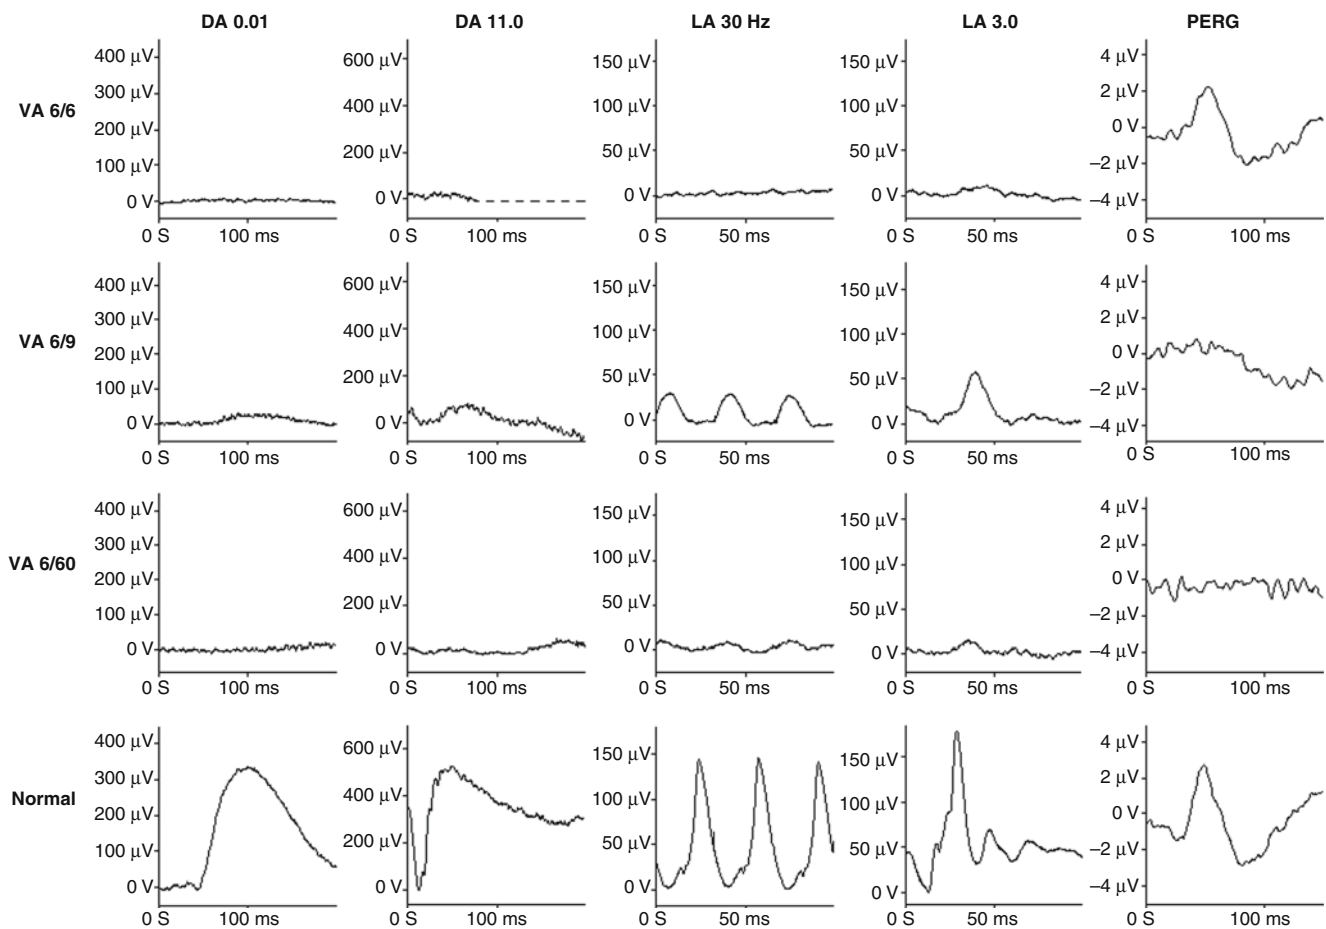 DA 0.01 DA 11.0 LA 30 Hz LA 3.0 PERG
VA 6/6
400 µV 300 µV 200 µV 100 µV 0 V
600 µV 400 µV 200 µV 0 V
150 µV 100 µV 50 µV 0 V
150 µV 100 µV 50 µV 0 V
4 µV 2 µV 0 V –2 µV –4 µV
0 S 100 ms 0 S 100 ms 0 S 50 ms 0 S 50 ms 0 S 100 ms
VA 6/9
400 µV 300 µV 200 µV 100 µV 0 V
600 µV 400 µV 200 µV 0 V
150 µV 100 µV 50 µV 0 V
150 µV 100 µV 50 µV 0 V
4 µV 2 µV 0 V –2 µV –4 µV
0 S 100 ms 0 S 100 ms 0 S 50 ms 0 S 50 ms 0 S 100 ms
VA 6/60
400 µV 300 µV 200 µV 100 µV 0 V
600 µV 400 µV 200 µV 0 V
150 µV 100 µV 50 µV 0 V
150 µV 100 µV 50 µV 0 V
4 µV 2 µV 0 V –2 µV –4 µV
0 S 100 ms 0 S 100 ms 0 S 50 ms 0 S 50 ms 0 S 100 ms
Normal
400 µV 300 µV 200 µV 100 µV 0 V
600 µV 400 µV 200 µV 0 V
150 µV 100 µV 50 µV 0 V
150 µV 100 µV 50 µV 0 V
4 µV 2 µV 0 V –2 µV –4 µV
0 S 100 ms 0 S 100 ms 0 S 50 ms 0 S 50 ms 0 S 100 ms